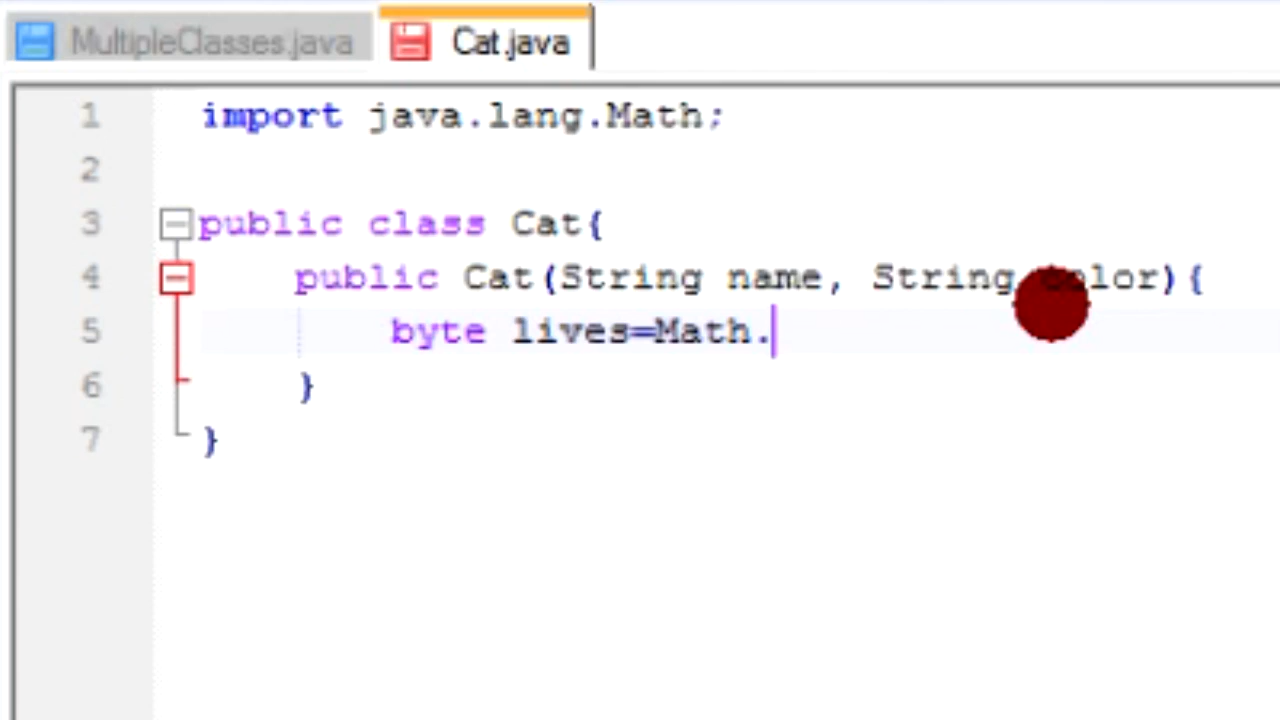 MultipleClasses.java Cat.java
1 import java.lang.Math;
2
3 public class Cat{
4 public Cat(String name, String color){
5 byte lives=Math.
6 }
7 }